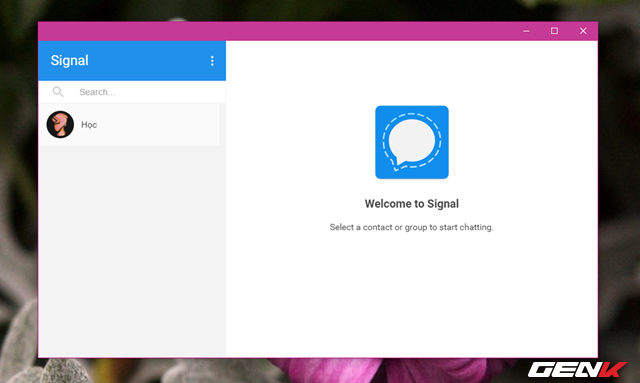 Signal
Search...
Học
Welcome to Signal
Select a contact or group to start chatting.
GENK